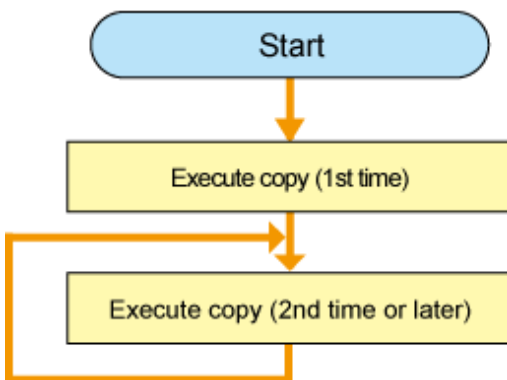 Start
Execute copy (1st time)
Execute copy (2nd time or later)